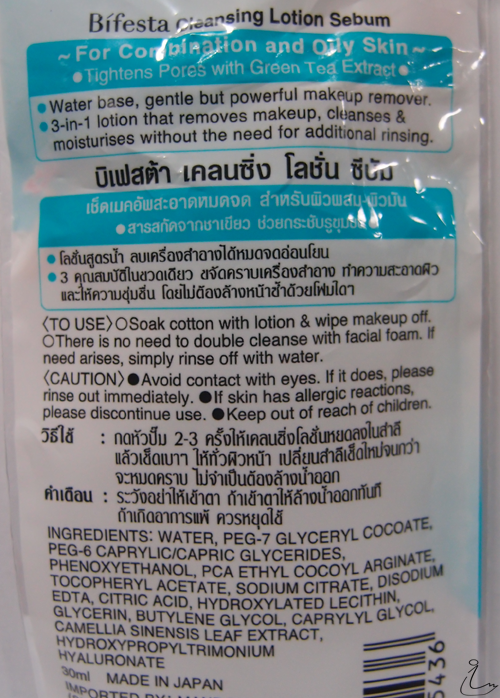 Bifesta Cleansing Lotion Sebum
~ For Combination and Oily Skin ~
● Tightens Pores with Green Tea Extract ●
● Water base, gentle but powerful makeup remover.
● 3-in-1 lotion that removes makeup, cleanses &
moisturises without the need for additional rinsing.
บิเฟสต้า เคลนซิ่ง โลชั่น ซีบัม
เช็ดเมคอัพสะอาดหมดจด สำหรับผิวผสม-ผิวมัน
● สารสกัดจากชาเขียว ช่วยกระชับรูขุมขน ●
● โลชั่นสูตรน้ำ ลบเครื่องสำอางได้หมดจดอ่อนโยน
● 3 คุณสมบัติในขวดเดียว ขจัดคราบเครื่องสำอาง ทำความสะอาดผิว
และให้ความชุ่มชื่น โดยไม่ต้องล้างหน้าซ้ำด้วยโฟมใดๆ
〈TO USE〉○Soak cotton with lotion & wipe makeup off.
○There is no need to double cleanse with facial foam. If
need arises, simply rinse off with water.
〈CAUTION〉●Avoid contact with eyes. If it does, please
rinse out immediately. ●If skin has allergic reactions,
please discontinue use. ●Keep out of reach of children.
วิธีใช้ : กดหัวปั๊ม 2-3 ครั้งให้เคลนซิ่งโลชั่นหยดลงในสำลี
แล้วเช็ดเบาๆ ให้ทั่วผิวหน้า เปลี่ยนสำลีเช็ดใหม่จนกว่า
จะหมดคราบ ไม่จำเป็นต้องล้างน้ำออก
คำเตือน : ระวังอย่าให้เข้าตา ถ้าเข้าตาให้ล้างน้ำออกทันที
ถ้าเกิดอาการแพ้ ควรหยุดใช้
INGREDIENTS: WATER, PEG-7 GLYCERYL COCOATE,
PEG-6 CAPRYLIC/CAPRIC GLYCERIDES,
PHENOXYETHANOL, PCA ETHYL COCOYL ARGINATE,
TOCOPHERYL ACETATE, SODIUM CITRATE, DISODIUM
EDTA, CITRIC ACID, HYDROXYLATED LECITHIN,
GLYCERIN, BUTYLENE GLYCOL, CAPRYLYL GLYCOL,
CAMELLIA SINENSIS LEAF EXTRACT,
HYDROXYPROPYLTRIMONIUM
HYALURONATE
30ml MADE IN JAPAN
IMPORTED BY